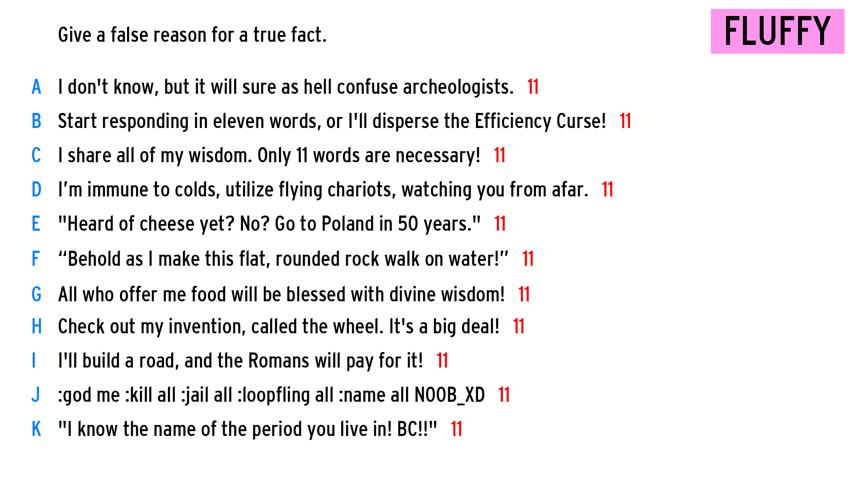 FLUFFY
Give a false reason for a true fact.
A I don't know, but it will sure as hell confuse archeologists. 11
B Start responding in eleven words, or I'll disperse the Efficiency Curse! 11
C I share all of my wisdom. Only 11 words are necessary! 11
D I’m immune to colds, utilize flying chariots, watching you from afar. 11
E "Heard of cheese yet? No? Go to Poland in 50 years." 11
F “Behold as I make this flat, rounded rock walk on water!” 11
G All who offer me food will be blessed with divine wisdom! 11
H Check out my invention, called the wheel. It's a big deal! 11
I I'll build a road, and the Romans will pay for it! 11
J :god me :kill all :jail all :loopfling all :name all N00B_XD 11
K "I know the name of the period you live in! BC!!" 11